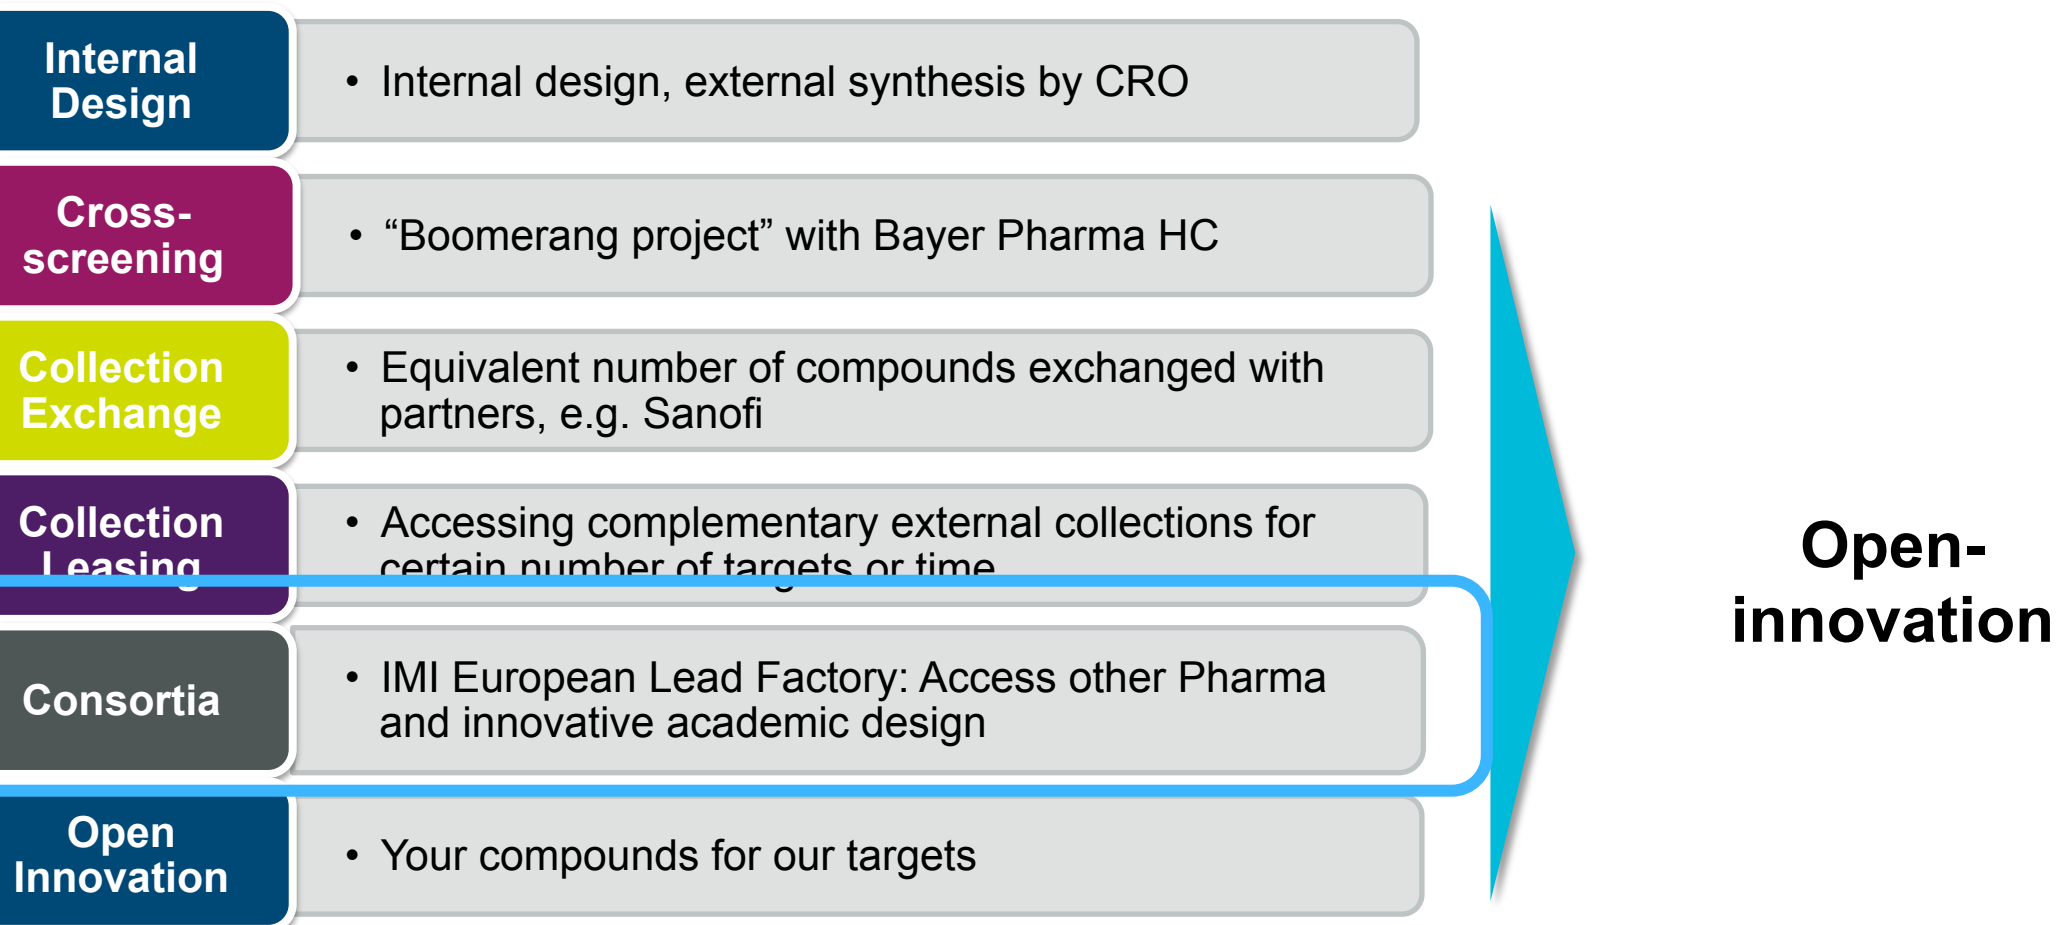 Internal
Design
• Internal design, external synthesis by CRO
Cross-
screening
• “Boomerang project” with Bayer Pharma HC
Collection
Exchange
• Equivalent number of compounds exchanged with
partners, e.g. Sanofi
Collection
Leasing
• Accessing complementary external collections for
certain number of targets or time
Consortia
• IMI European Lead Factory: Access other Pharma
and innovative academic design
Open
Innovation
• Your compounds for our targets
Open-
innovation